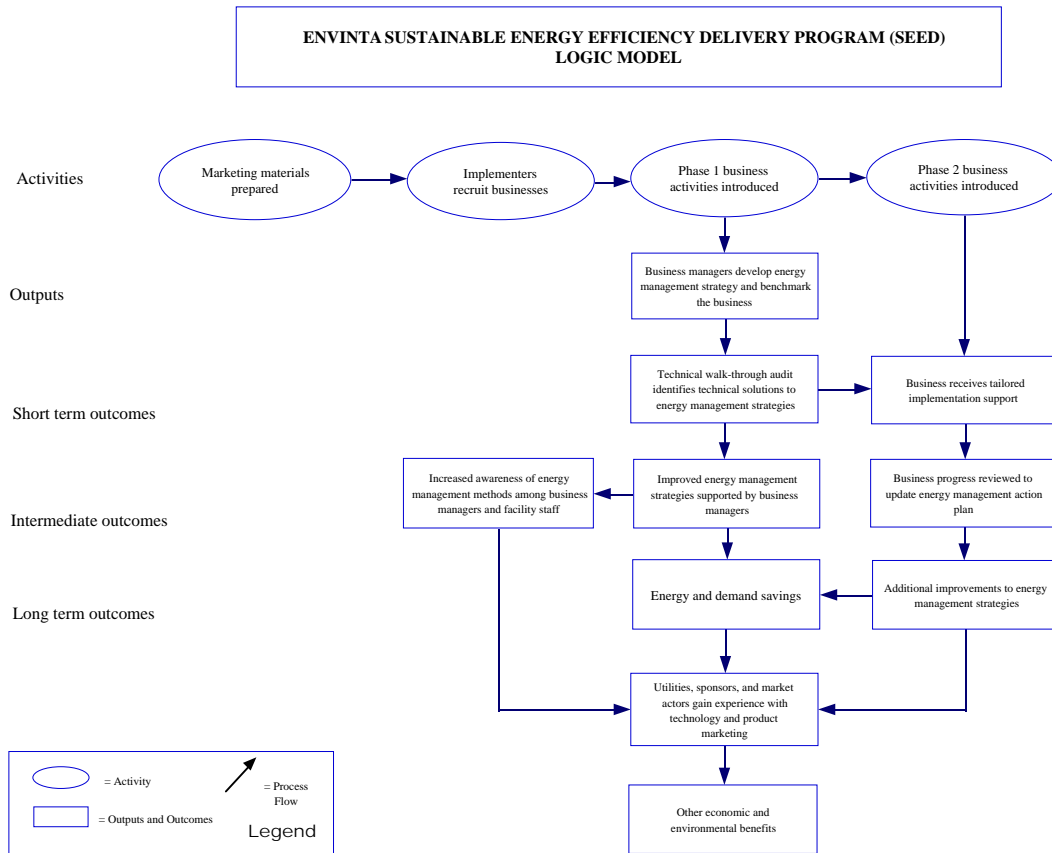 ENVINTA SUSTAINABLE ENERGY EFFICIENCY DELIVERY PROGRAM (SEED)
LOGIC MODEL
Activities
Marketing materials
prepared
Implementers
recruit businesses
Phase 1 business
activities introduced
Phase 2 business
activities introduced
Outputs
Business managers develop energy
management strategy and benchmark
the business
Short term outcomes
Technical walk-through audit
identifies technical solutions to
energy management strategies
Business receives tailored
implementation support
Intermediate outcomes
Increased awareness of energy
management methods among business
managers and facility staff
Improved energy management
strategies supported by business
managers
Business progress reviewed to
update energy management action
plan
Long term outcomes
Energy and demand savings
Additional improvements to energy
management strategies
Utilities, sponsors, and market
actors gain experience with
technology and product
marketing
Other economic and
environmental benefits
= Activity
= Process
Flow
= Outputs and Outcomes
Legend